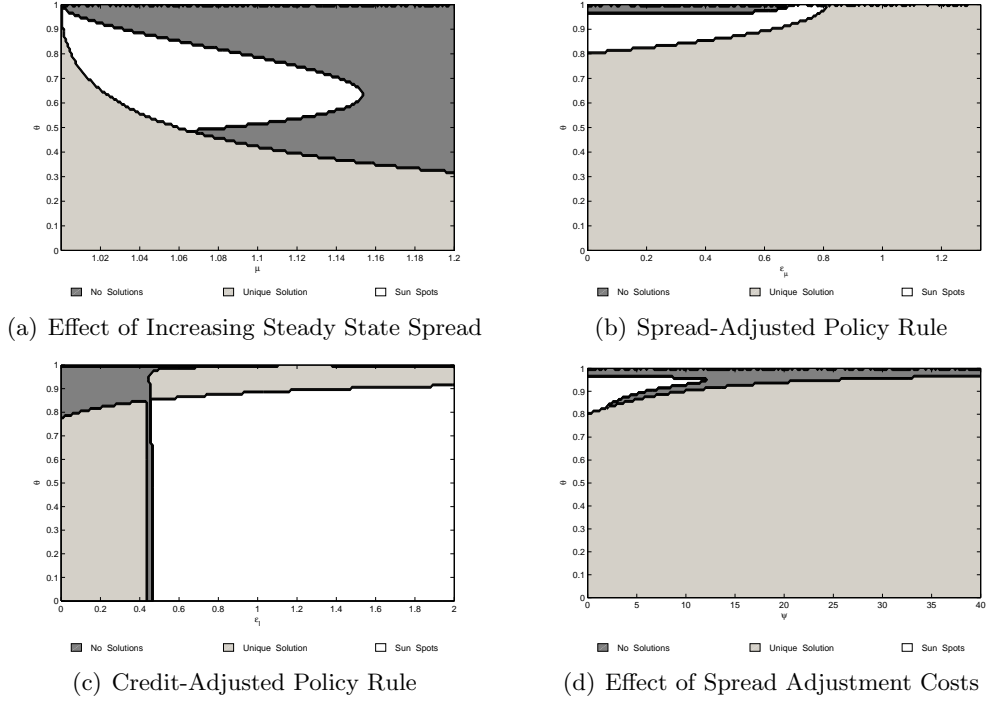 1
0.9
0.8
0.7
0.6
0.5
0.4
0.3
0.2
0.1
0
θ
1.02 1.04 1.06 1.08 1.1 1.12 1.14 1.16 1.18 1.2
μ
No Solutions Unique Solution Sun Spots
(a) Effect of Increasing Steady State Spread
1
0.9
0.8
0.7
0.6
0.5
0.4
0.3
0.2
0.1
0
θ
0 0.2 0.4 0.6 0.8 1 1.2
εμ
No Solutions Unique Solution Sun Spots
(b) Spread-Adjusted Policy Rule
1
0.9
0.8
0.7
0.6
0.5
0.4
0.3
0.2
0.1
0
θ
0 0.2 0.4 0.6 0.8 1 1.2 1.4 1.6 1.8 2
εl
No Solutions Unique Solution Sun Spots
(c) Credit-Adjusted Policy Rule
1
0.9
0.8
0.7
0.6
0.5
0.4
0.3
0.2
0.1
0
θ
0 5 10 15 20 25 30 35 40
ψ
No Solutions Unique Solution Sun Spots
(d) Effect of Spread Adjustment Costs